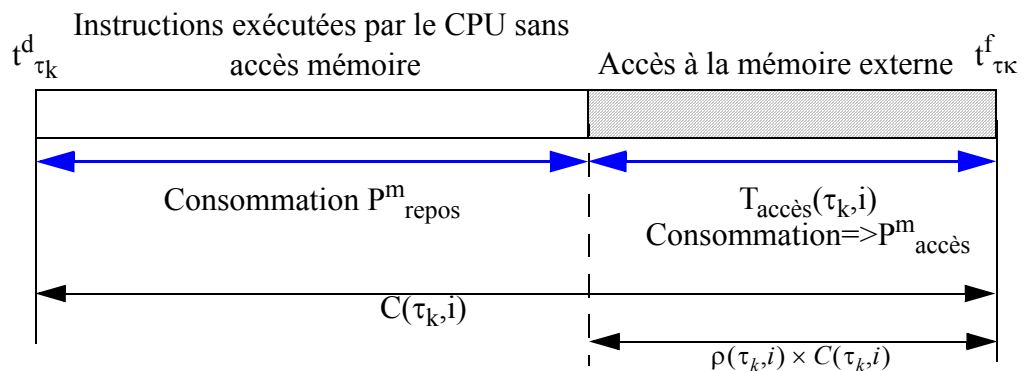 Instructions exécutées par le CPU sans
accès mémoire
t^d_τk
Accès à la mémoire externe
t^f_τκ
Consommation P^m_repos
T_accès(τ_k,i)
Consommation=>P^m_accès
C(τ_k,i)
ρ(τ_k,i) × C(τ_k,i)